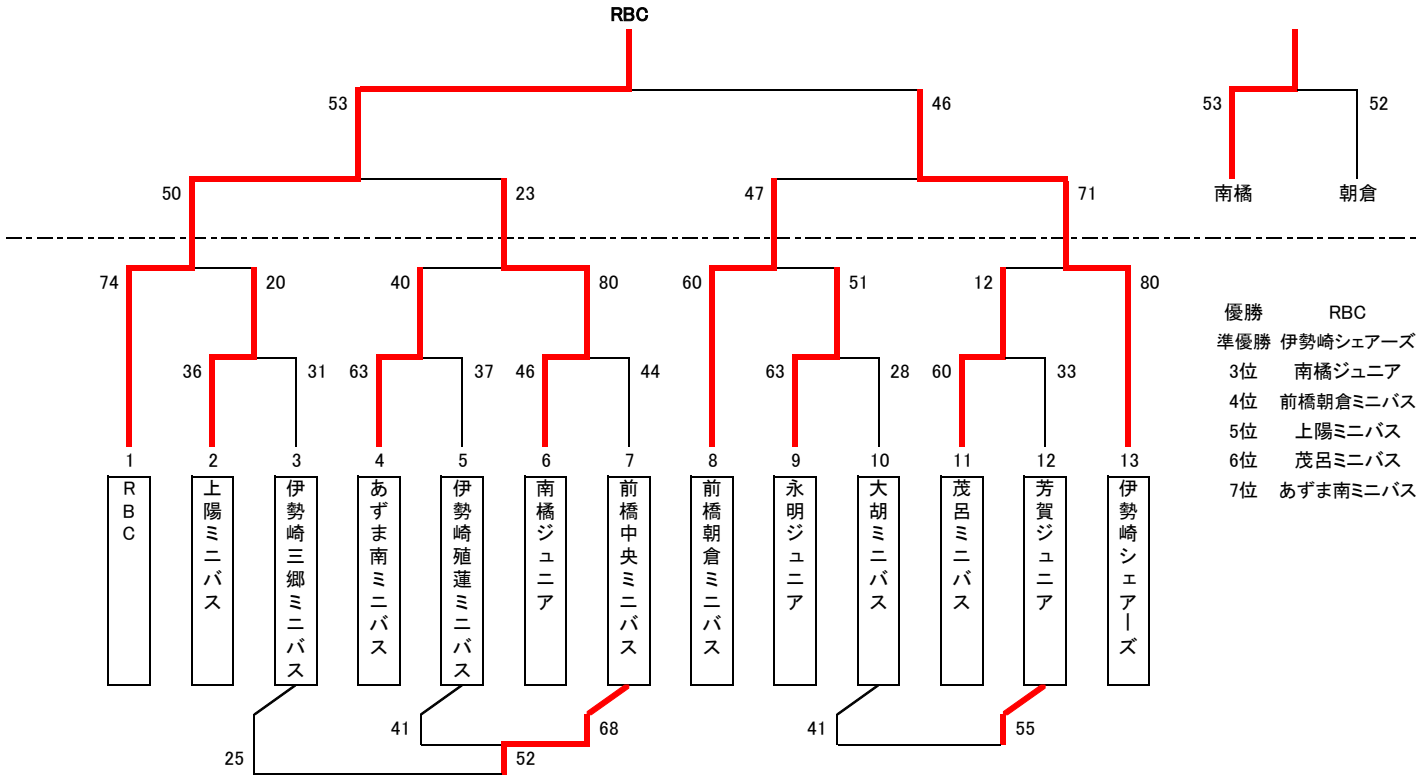 RBC
53
46
53
52
50
23
47
71
南橘
朝倉
74
20
40
80
60
51
12
80
優勝 RBC
準優勝 伊勢崎シェアーズ
36
31
63
37
46
44
63
28
60
33
3位 南橘ジュニア
4位 前橋朝倉ミニバス
5位 上陽ミニバス
6位 茂呂ミニバス
7位 あずま南ミニバス
1
2
3
4
5
6
7
8
9
10
11
12
13
RBC
上陽ミニバス
伊勢崎三郷ミニバス
あずま南ミニバス
伊勢崎殖蓮ミニバス
南橘ジュニア
前橋中央ミニバス
前橋朝倉ミニバス
永明ジュニア
大胡ミニバス
茂呂ミニバス
芳賀ジュニア
伊勢崎シェアーズ
41
68
41
55
25
52